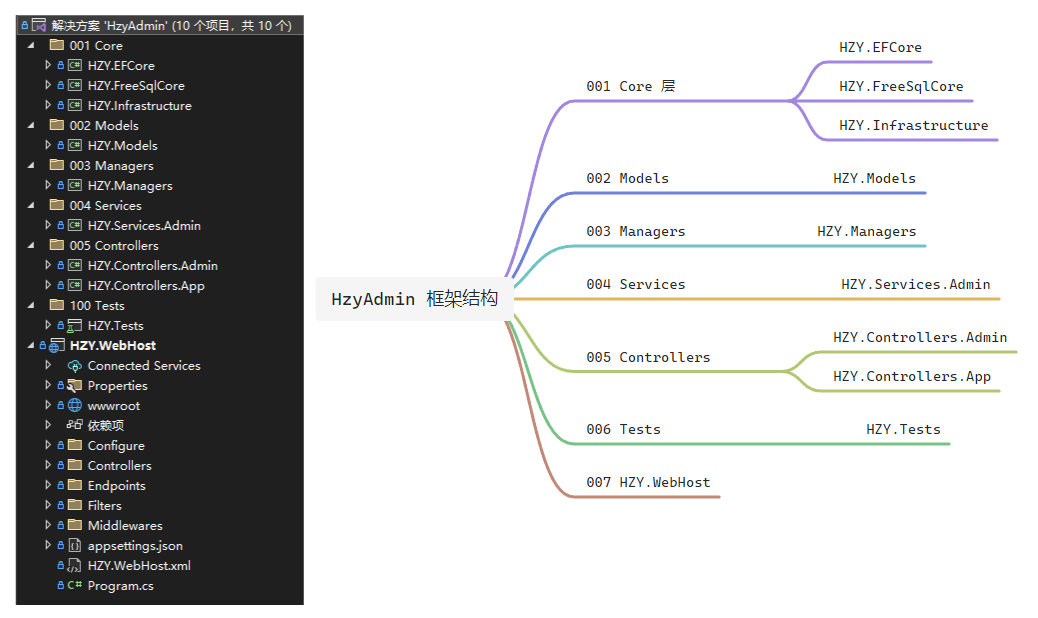 解决方案 'HzyAdmin' (10 个项目，共 10 个)
001 Core
HZY.EFCore
HZY.FreeSqlCore
HZY.Infrastructure
002 Models
HZY.Models
003 Managers
HZY.Managers
004 Services
HZY.Services.Admin
005 Controllers
HZY.Controllers.Admin
HZY.Controllers.App
100 Tests
HZY.Tests
HZY.WebHost
Connected Services
Properties
wwwroot
依赖项
Configure
Controllers
Endpoints
Filters
Middlewares
appsettings.json
HZY.WebHost.xml
C# Program.cs
HzyAdmin 框架结构
001 Core 层
HZY.EFCore
HZY.FreeSqlCore
HZY.Infrastructure
002 Models
HZY.Models
003 Managers
HZY.Managers
004 Services
HZY.Services.Admin
005 Controllers
HZY.Controllers.Admin
HZY.Controllers.App
006 Tests
HZY.Tests
007 HZY.WebHost